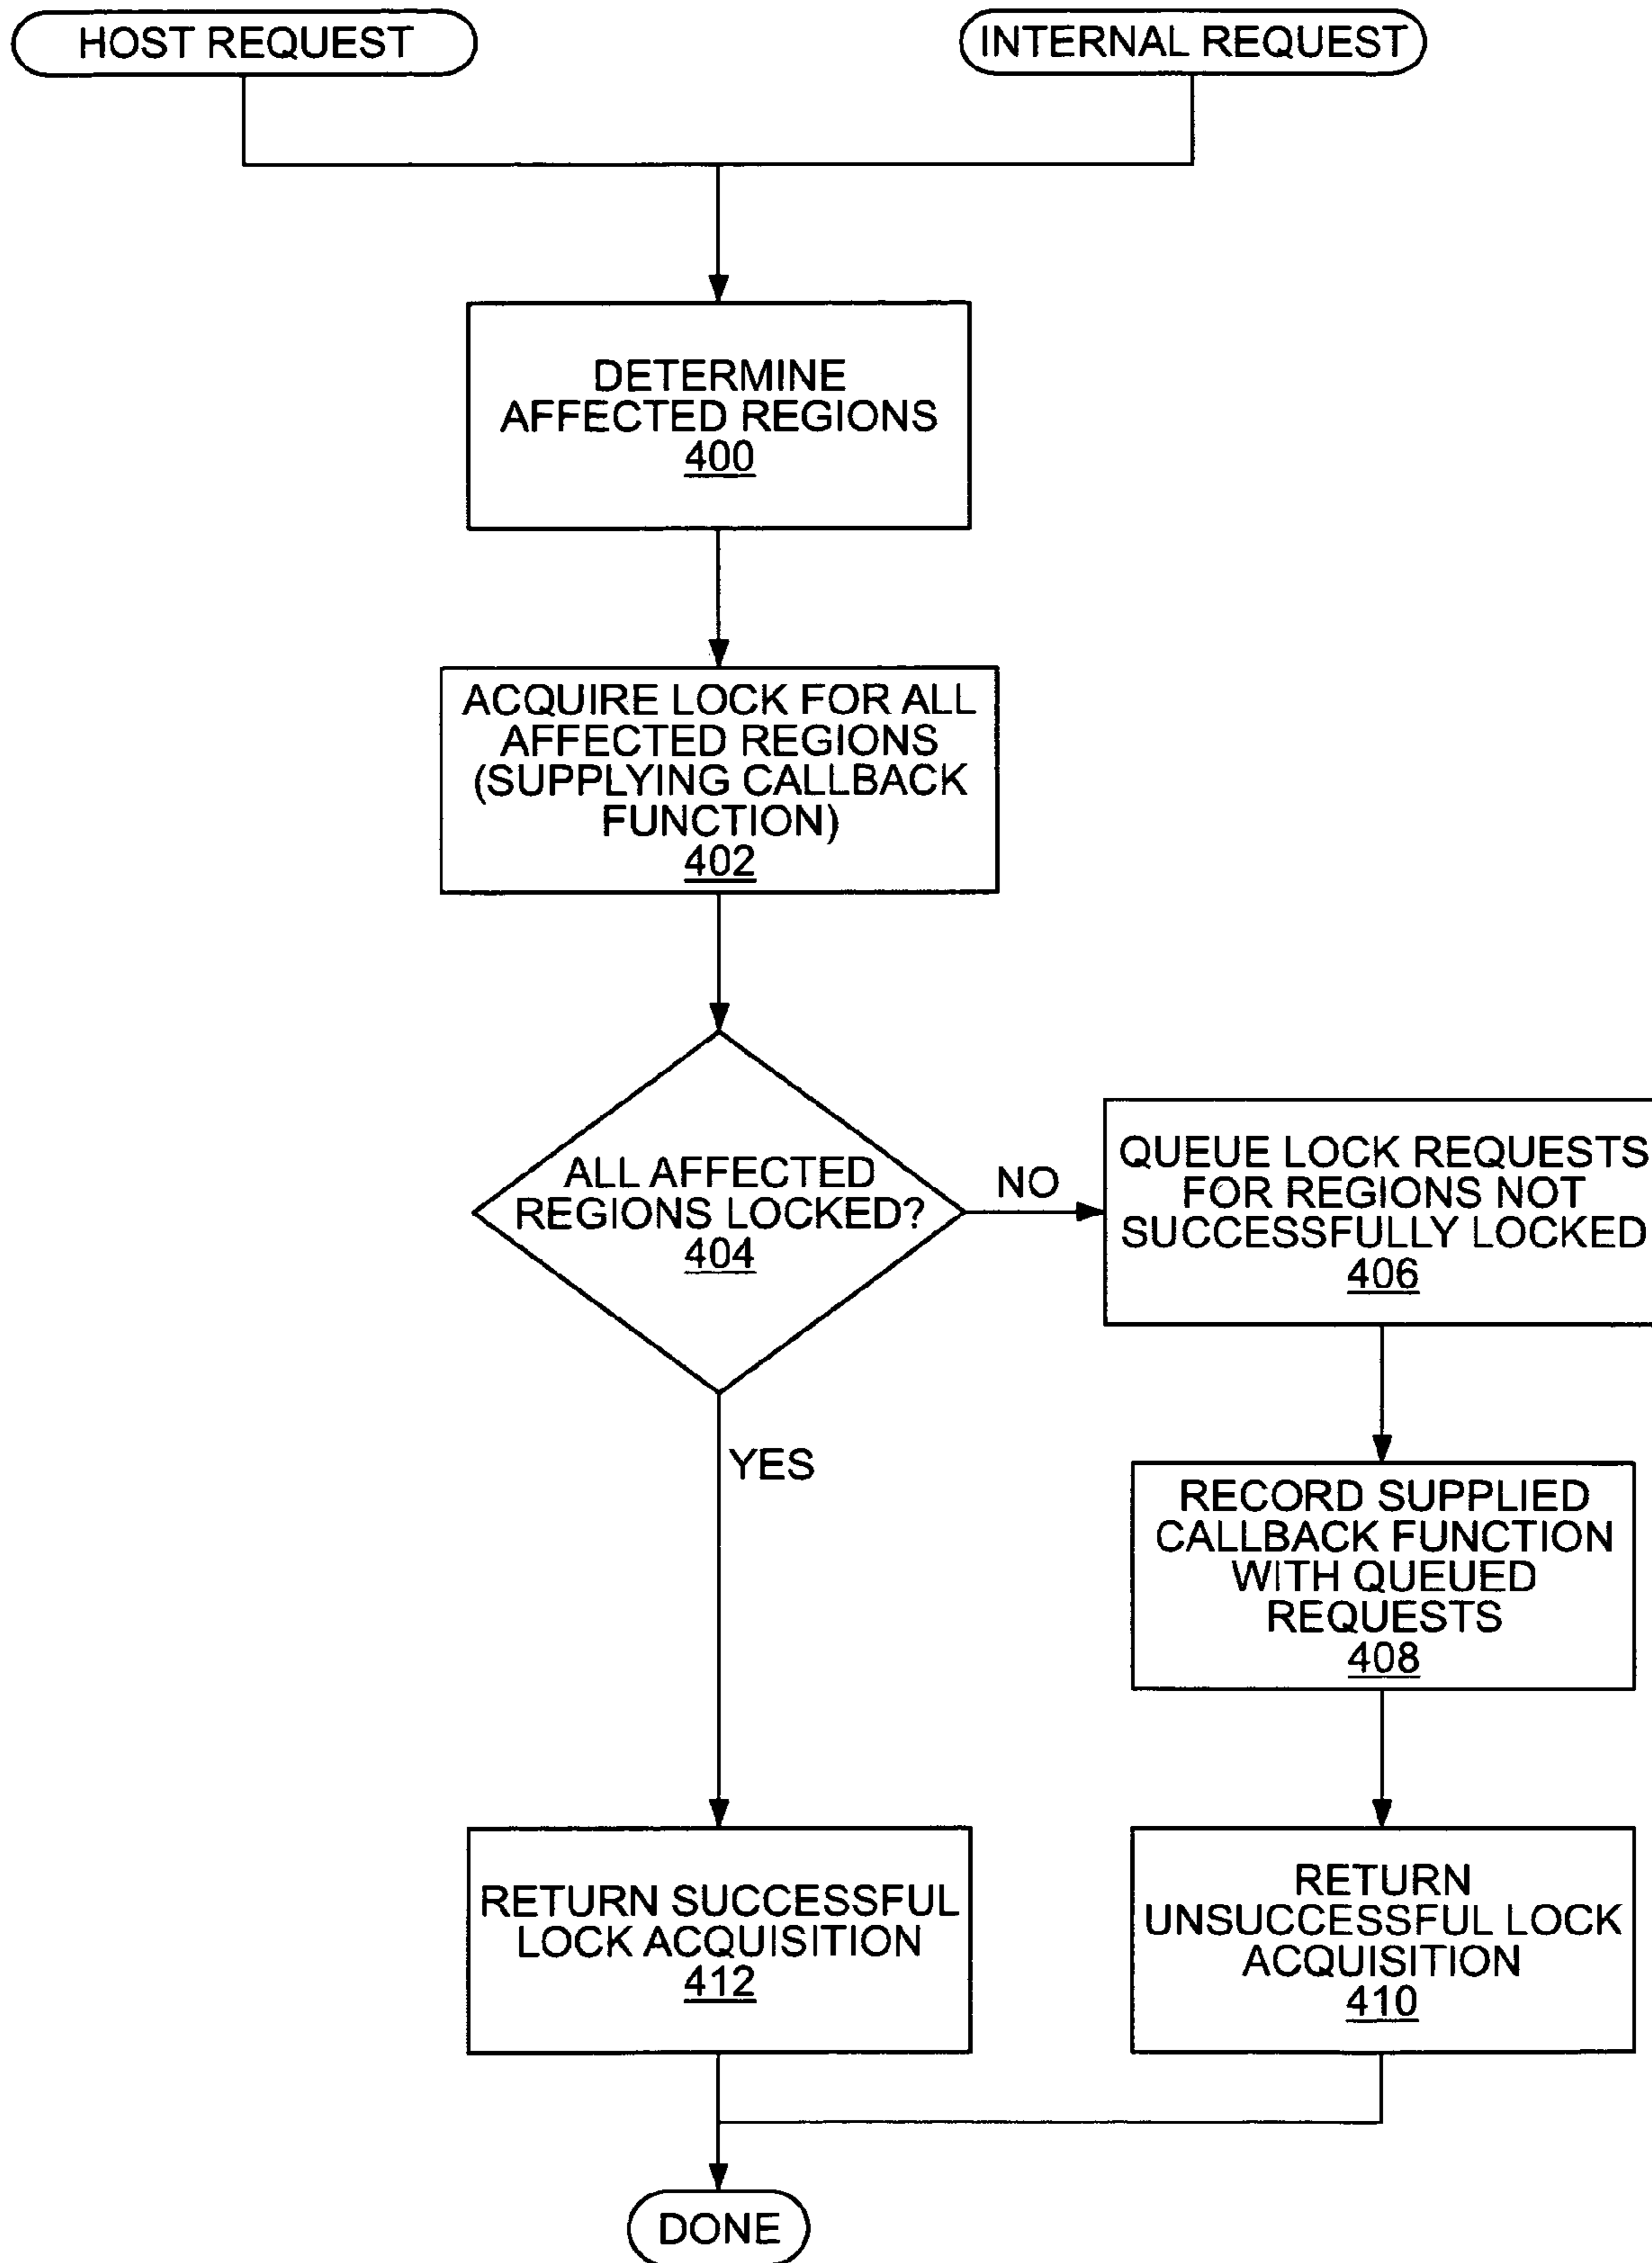 HOST REQUEST
INTERNAL REQUEST
DETERMINE
AFFECTED REGIONS
400
ACQUIRE LOCK FOR ALL
AFFECTED REGIONS
(SUPPLYING CALLBACK
FUNCTION)
402
ALL AFFECTED
REGIONS LOCKED?
404
NO
QUEUE LOCK REQUESTS
FOR REGIONS NOT
SUCCESSFULLY LOCKED
406
YES
RECORD SUPPLIED
CALLBACK FUNCTION
WITH QUEUED
REQUESTS
408
RETURN SUCCESSFUL
LOCK ACQUISITION
412
RETURN
UNSUCCESSFUL LOCK
ACQUISITION
410
DONE